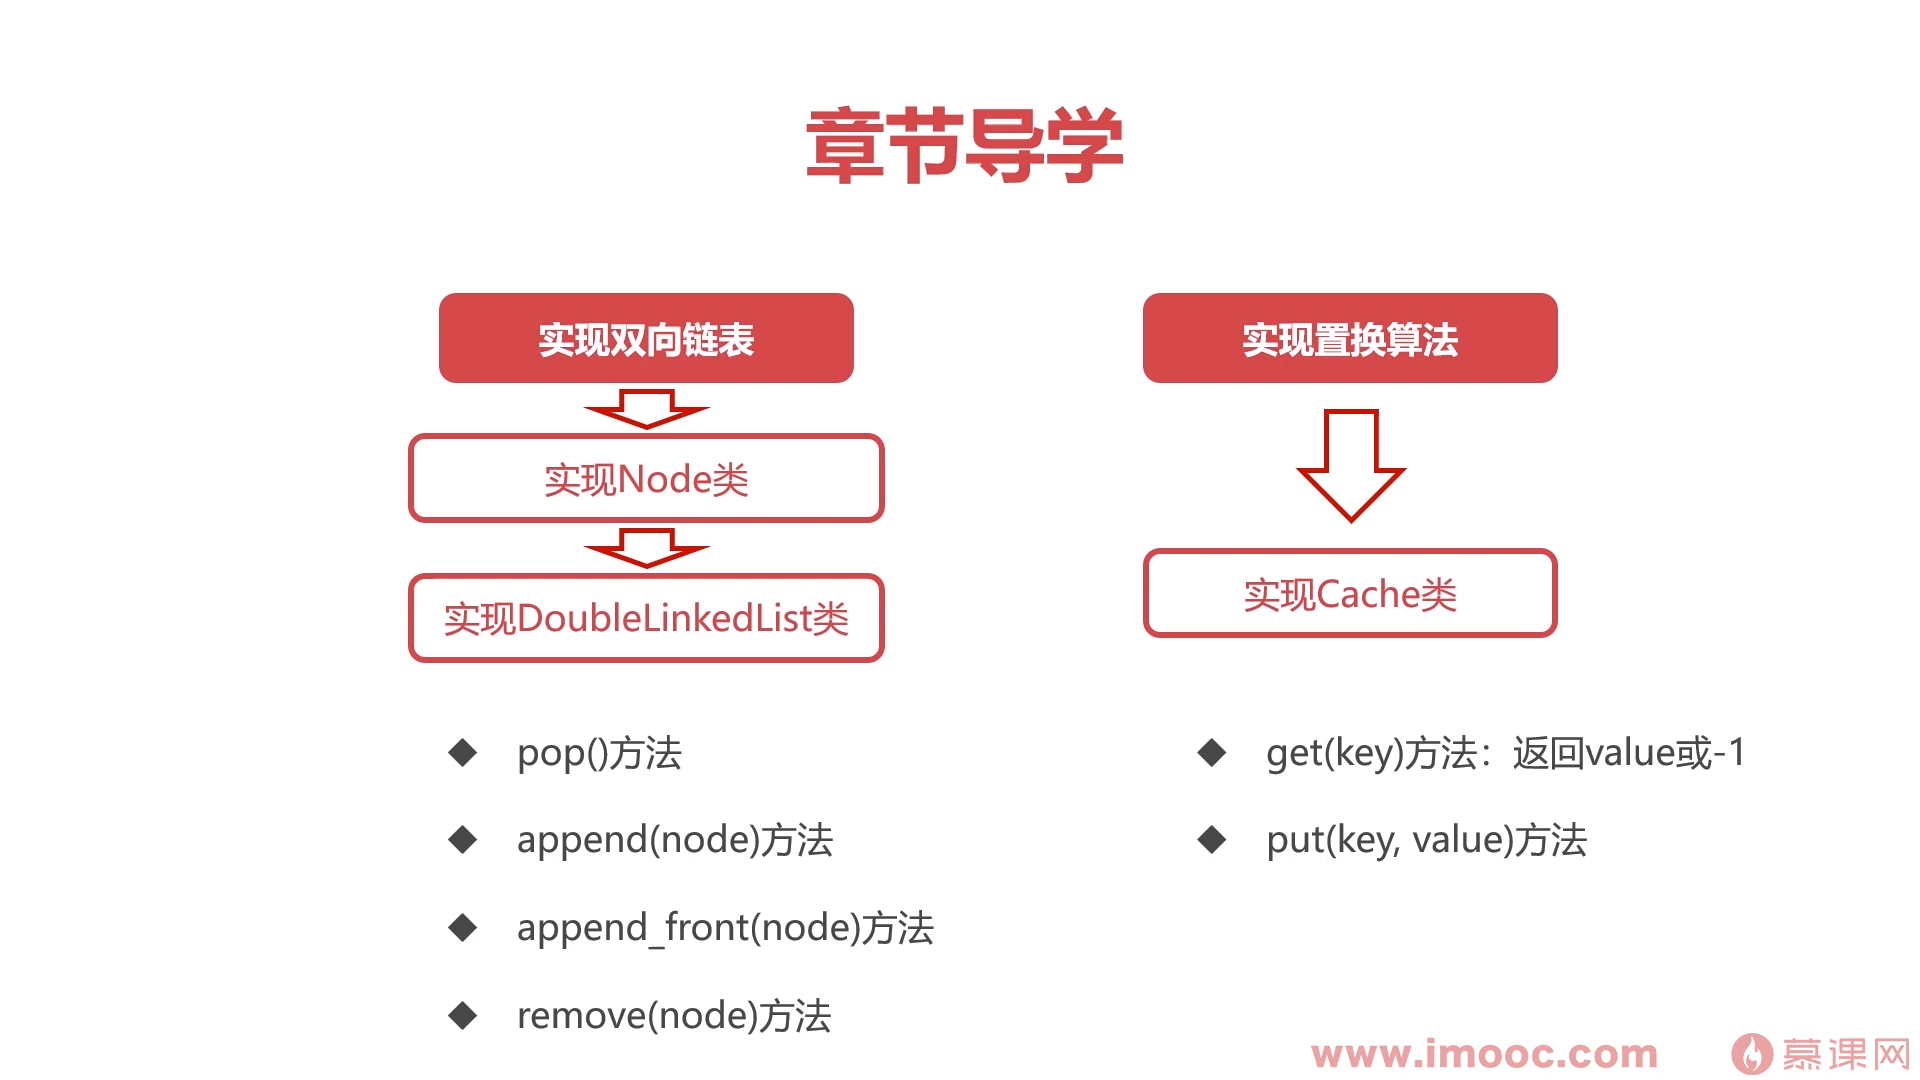 章节导学
实现双向链表
实现Node类
实现DoubleLinkedList类
pop()方法
append(node)方法
append_front(node)方法
remove(node)方法
实现置换算法
实现Cache类
get(key)方法：返回value或-1
put(key, value)方法
www.imooc.com
慕课网